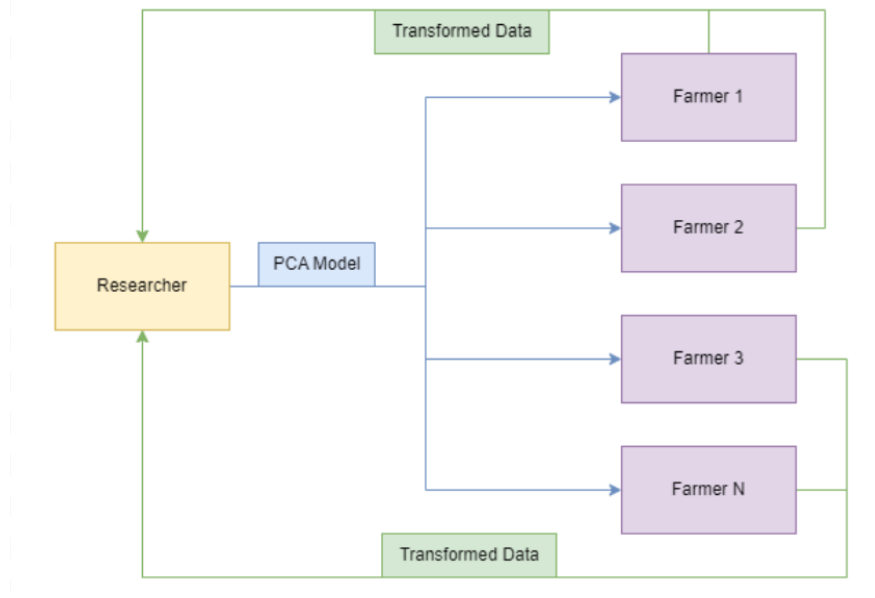 Transformed Data
Farmer 1
Farmer 2
PCA Model
Researcher
Farmer 3
Farmer N
Transformed Data